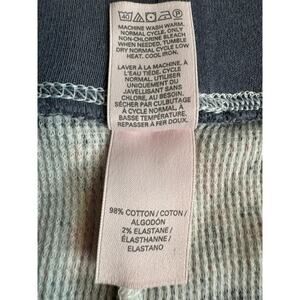 40 P
MACHINE WASH WARM,
NORMAL CYCLE, ONLY
NON-CHLORINE BLEACH
WHEN NEEDED, TUMBLE
DRY NORMAL CYCLE LOW
HEAT, COOL IRON.
LAVER À LA MACHINE, À
L'EAU TIÈDE, CYCLE
NORMAL. UTILISER
UNIQUEMENT DU
JAVELLISANT SANS
CHLORE, AU BESOIN.
SÉCHER PAR CULBUTAGE
À CYCLE NORMAL, À
BASSE TEMPÉRATURE.
REPASSER À FER DOUX.
98% COTTON / COTON /
ALGODÓN
2% ELASTANE /
ÉLASTHANNE /
ELASTANO